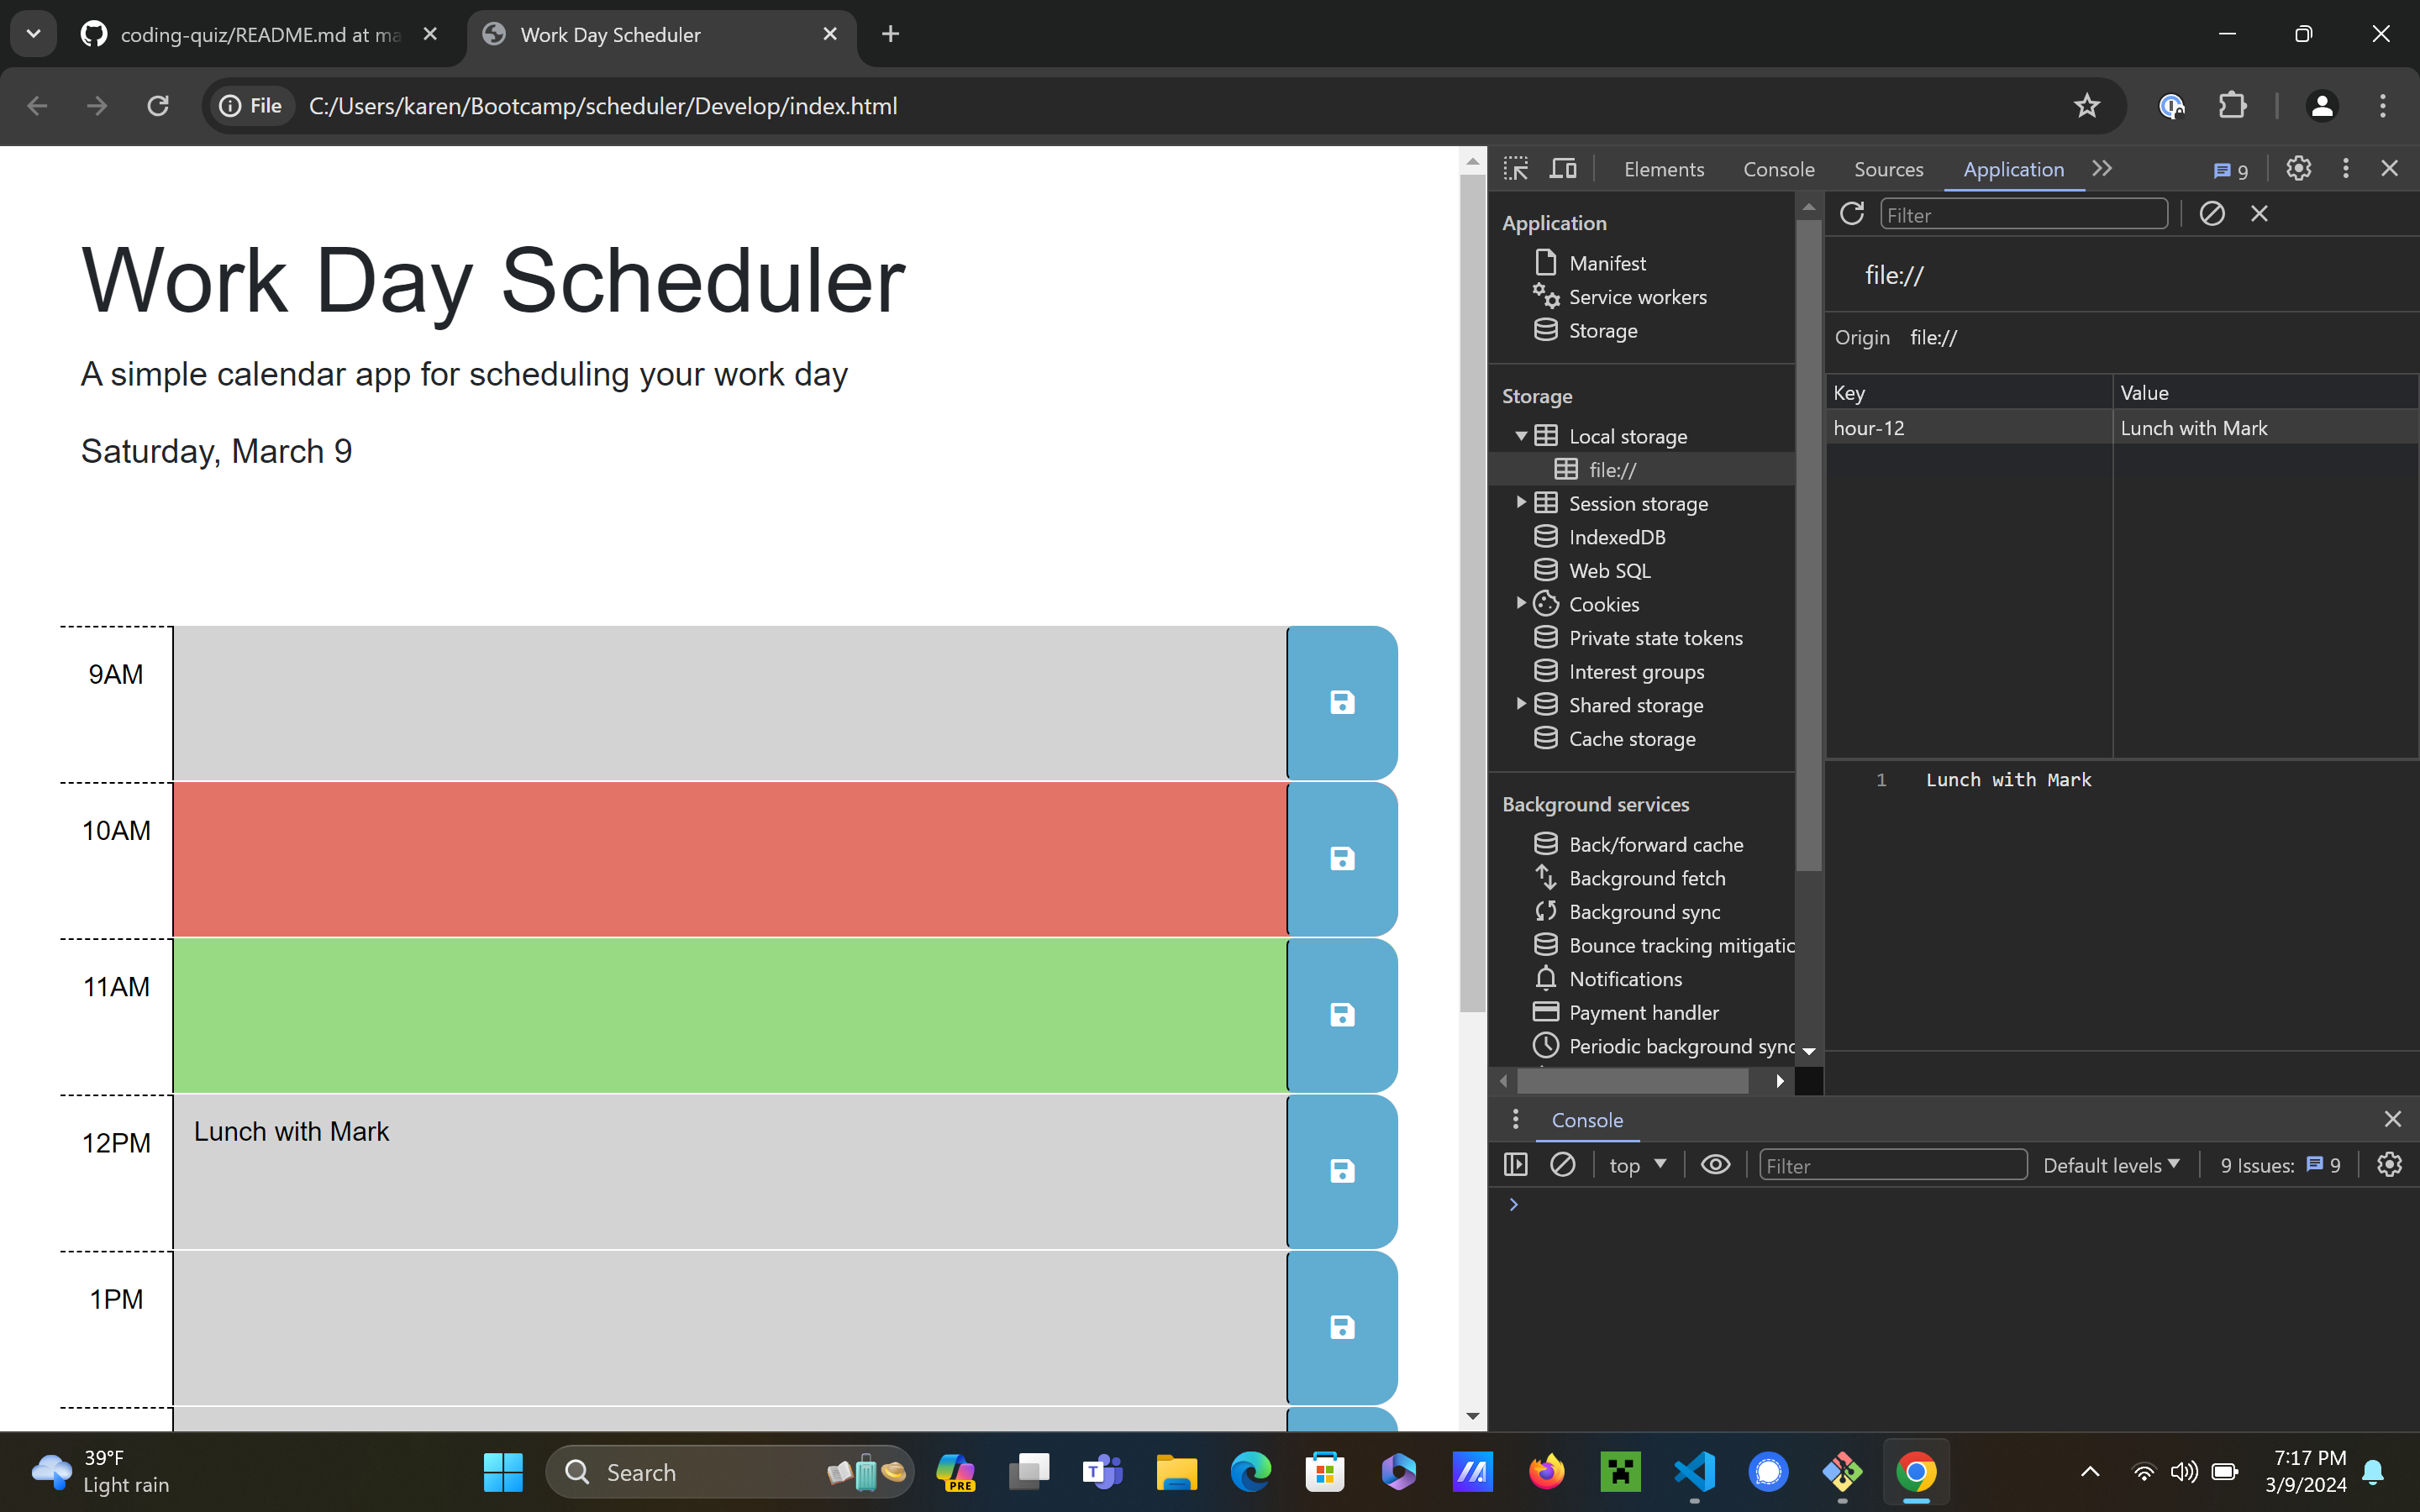 coding-quiz/README.md at ma
Work Day Scheduler
File
C:/Users/karen/Bootcamp/scheduler/Develop/index.html
Work Day Scheduler
A simple calendar app for scheduling your work day
Saturday, March 9
9AM
10AM
11AM
12PM Lunch with Mark
1PM
Elements Console Sources Application 9
Application
Manifest
Service workers
Storage
Storage
Local storage
file://
Session storage
IndexedDB
Web SQL
Cookies
Private state tokens
Interest groups
Shared storage
Cache storage
Background services
Back/forward cache
Background fetch
Background sync
Bounce tracking mitigatic
Notifications
Payment handler
Periodic background sync
Filter
file://
Origin file://
Key Value
hour-12 Lunch with Mark
1 Lunch with Mark
Console
top Filter Default levels 9 Issues: 9
39°F
Light rain
Search
PRE
7:17 PM
3/9/2024